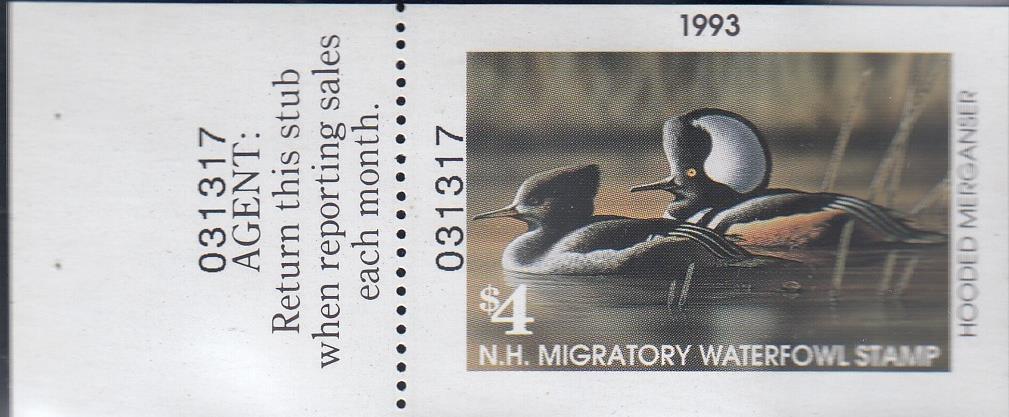 031317
AGENT:
Return this stub
when reporting sales
each month.
031317
1993
$4
N.H. MIGRATORY WATERFOWL STAMP
HOODED MERGANSER